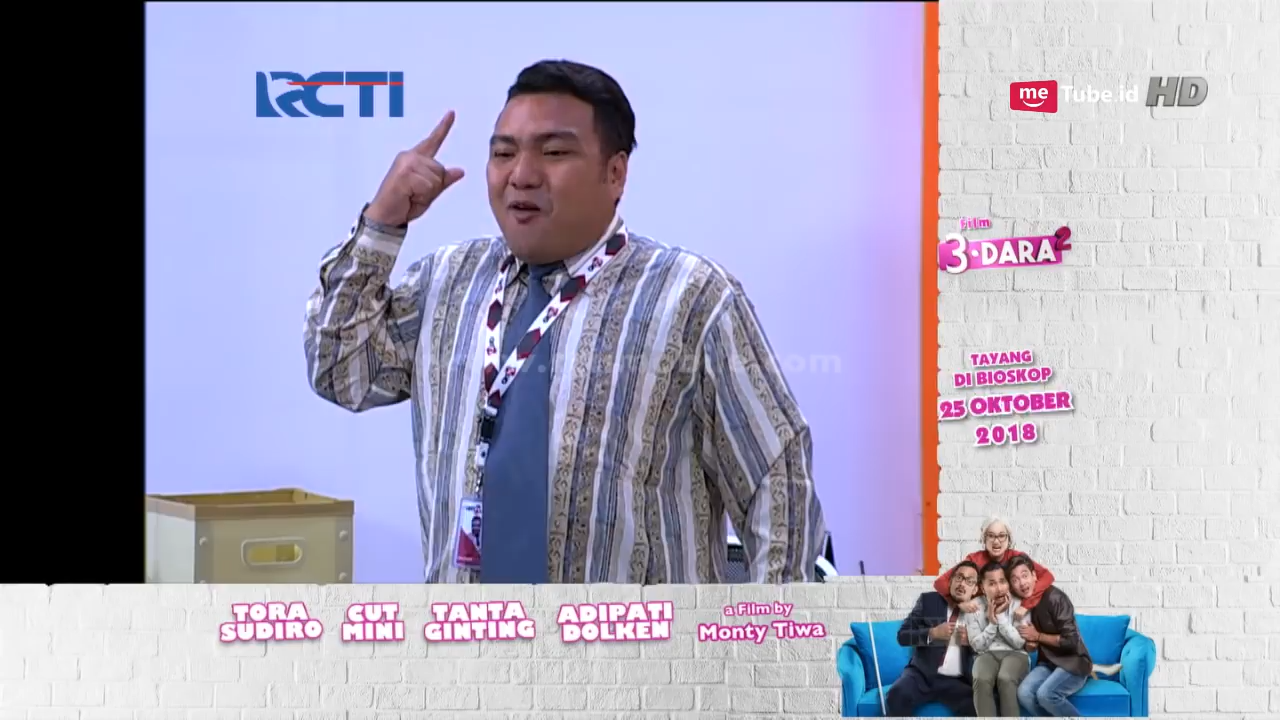 RCTI
me Tube.id HD
Film
3 DARA 2
TAYANG
DI BIOSKOP
25 OKTOBER
2018
TORA SUDIRO
CUT MINI
TANTA GINTING
ADIPATI DOLKEN
a Film by
Monty Tiwa